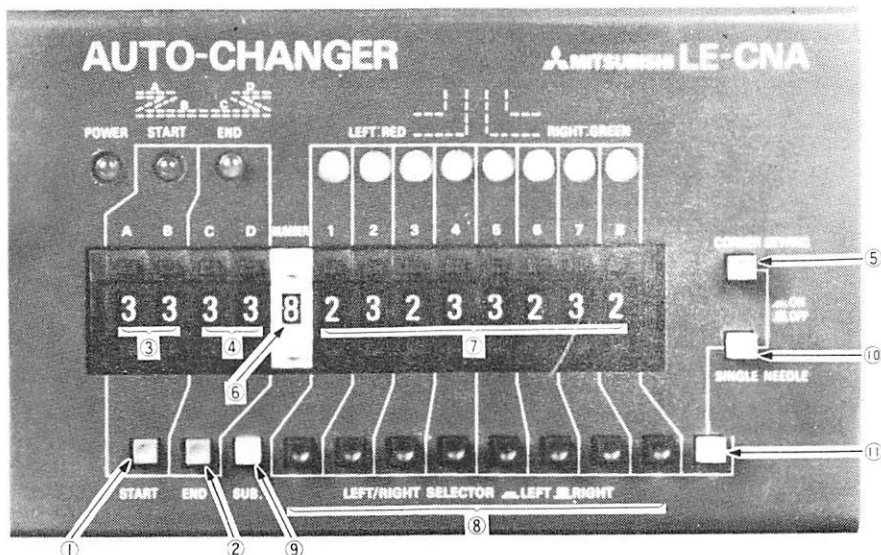 AUTO-CHANGER MITSUBISHI LE-CNA
A D
B C
POWER START END LEFT RED RIGHT GREEN
A B C D NUMBER 1 2 3 4 5 6 7 8
CORNER SEWING
⑤
3 3 3 3 8 2 3 2 3 3 2 3 2
ON
OFF
③ ④ ⑦
⑩
⑥
SINGLE NEEDLE
⑪
START END SUB. LEFT/RIGHT SELECTOR LEFT RIGHT
① ② ⑨ ⑧